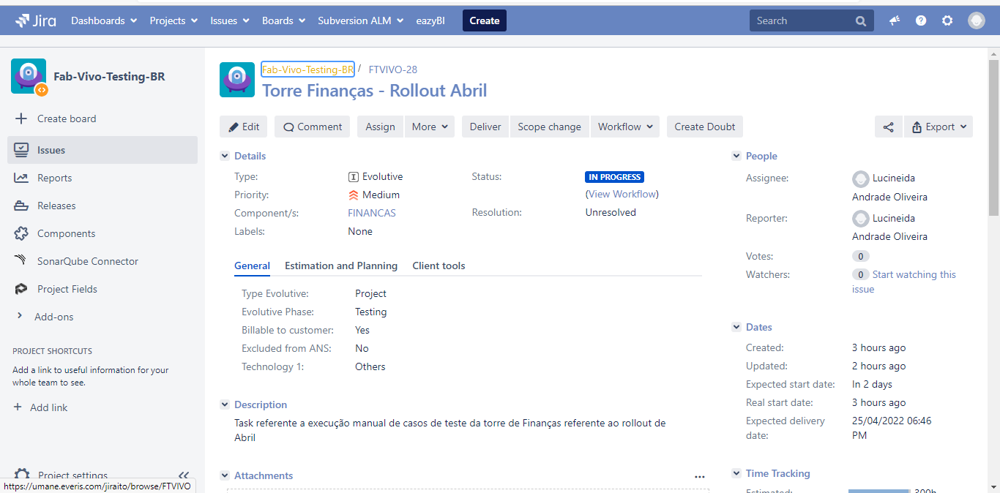 Jira Dashboards Projects Issues Boards Subversion ALM eazyBI Create Search
Fab-Vivo-Testing-BR
Create board
Issues
Reports
Releases
Components
SonarQube Connector
Project Fields
Add-ons
PROJECT SHORTCUTS
Add a link to useful information for your
whole team to see.
+ Add link
Project settings
https://umane.everis.com/jiraito/browse/FTVIVO
Fab-Vivo-Testing-BR / FTVIVO-28
Torre Finanças - Rollout Abril
Edit Comment Assign More Deliver Scope change Workflow Create Doubt Export
Details
Type: Evolutive
Priority: Medium
Component/s: FINANCAS
Labels: None
Status: IN PROGRESS
(View Workflow)
Resolution: Unresolved
General Estimation and Planning Client tools
Type Evolutive: Project
Evolutive Phase: Testing
Billable to customer: Yes
Excluded from ANS: No
Technology 1: Others
Description
Task referente a execução manual de casos de teste da torre de Finanças referente ao rollout de
Abril
Attachments
People
Assignee: Lucineida
Andrade Oliveira
Reporter: Lucineida
Andrade Oliveira
Votes: 0
Watchers: 0 Start watching this
issue
Dates
Created: 3 hours ago
Updated: 2 hours ago
Expected start date: In 2 days
Real start date: 3 hours ago
Expected delivery date: 25/04/2022 06:46 PM
Time Tracking
Estimated: 300h